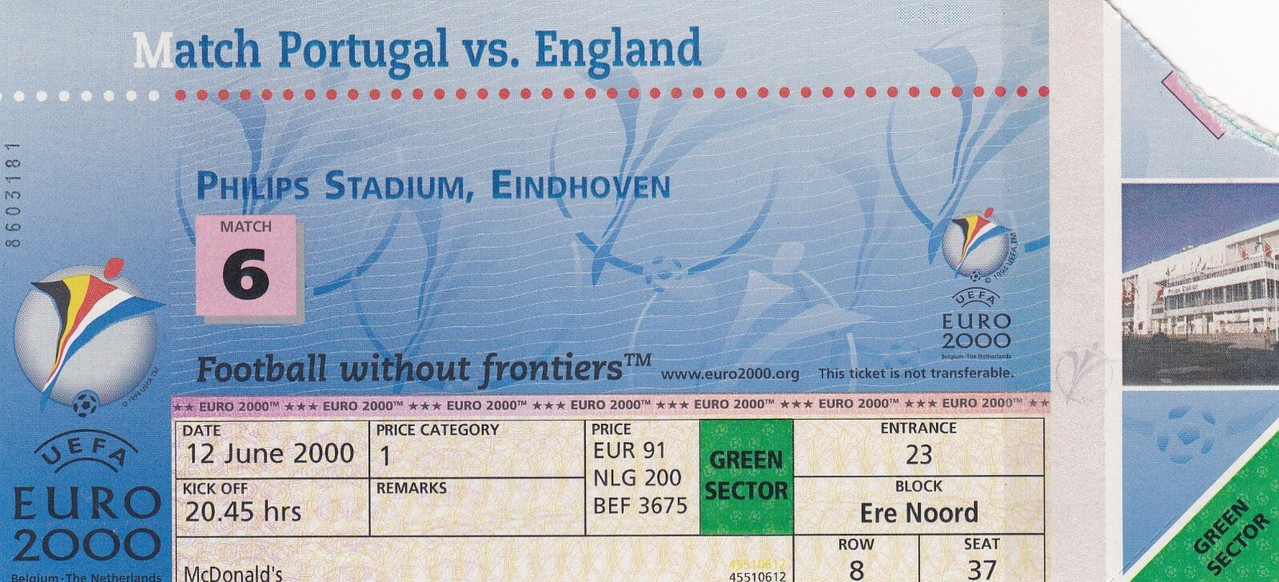 Match Portugal vs. England
8603181
PHILIPS STADIUM, EINDHOVEN
MATCH
6
© 1994 UEFA TM
UEFA
EURO
2000
Belgium - The Netherlands
Football without frontiers™ www.euro2000.org This ticket is not transferable.
★★ EURO 2000™ ★★★ EURO 2000™ ★★★ EURO 2000™ ★★★ EURO 2000™ ★★★ EURO 2000™ ★★★ EURO 2000™ ★★★ EURO 2000™ ★★
UEFA
EURO
2000
Belgium - The Netherlands
DATE
12 June 2000
PRICE CATEGORY
1
PRICE
EUR 91
NLG 200
BEF 3675
GREEN
SECTOR
ENTRANCE
23
KICK OFF
20.45 hrs
REMARKS
BLOCK
Ere Noord
McDonald's
45510612
45510612
ROW
8
SEAT
37
GREEN
SECTOR